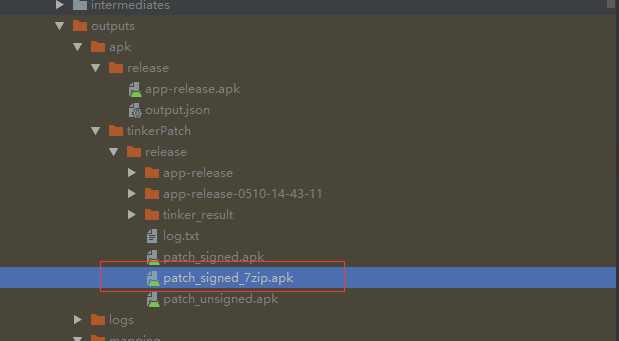 intermediates
outputs
apk
release
app-release.apk
output.json
tinkerPatch
release
app-release
app-release-0510-14-43-11
tinker_result
log.txt
patch_signed.apk
patch_signed_7zip.apk
patch_unsigned.apk
logs
mapping